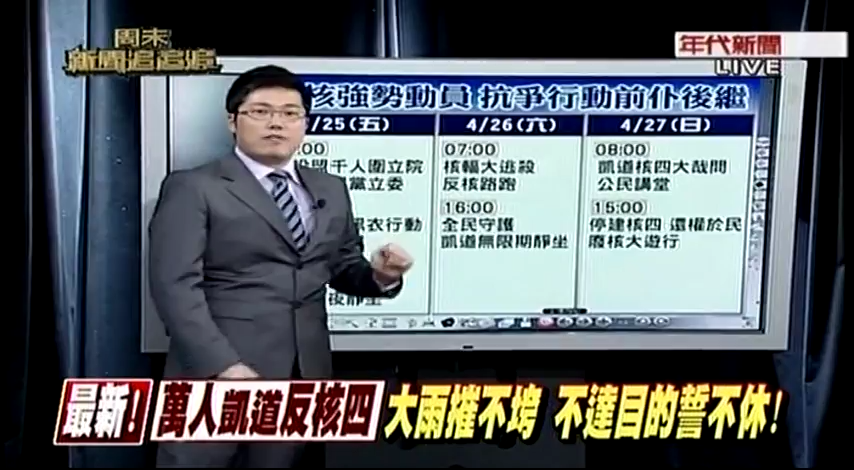 周末
新聞追追追
年代新聞
LIVE
核強勢動員 抗爭行動前仆後繼
/25(五)
4/26(六)
4/27(日)
:00
千人圍立院
黨立委
衣行動
夜靜坐
07:00
核輻大逃殺
反核路跑
16:00
全民守護
凱道無限期靜坐
08:00
凱道核四大哉問
公民講堂
15:00
停建核四 還權於民
廢核大遊行
最新!
萬人凱道反核四
大雨摧不垮 不達目的誓不休!